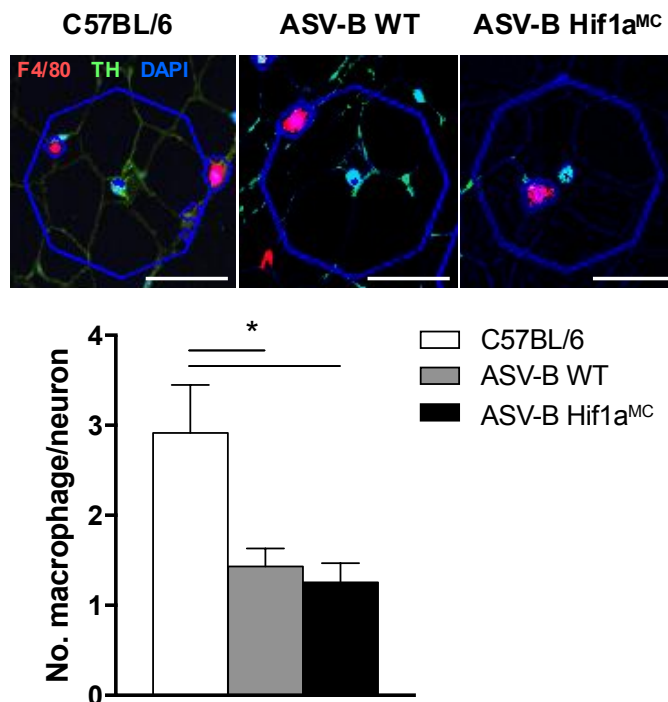 C57BL/6 ASV-B WT ASV-B Hif1aᴹᶜ
F4/80 TH DAPI
*
C57BL/6
ASV-B WT
ASV-B Hif1aᴹᶜ
No. macrophage/neuron
4
3
2
1
0